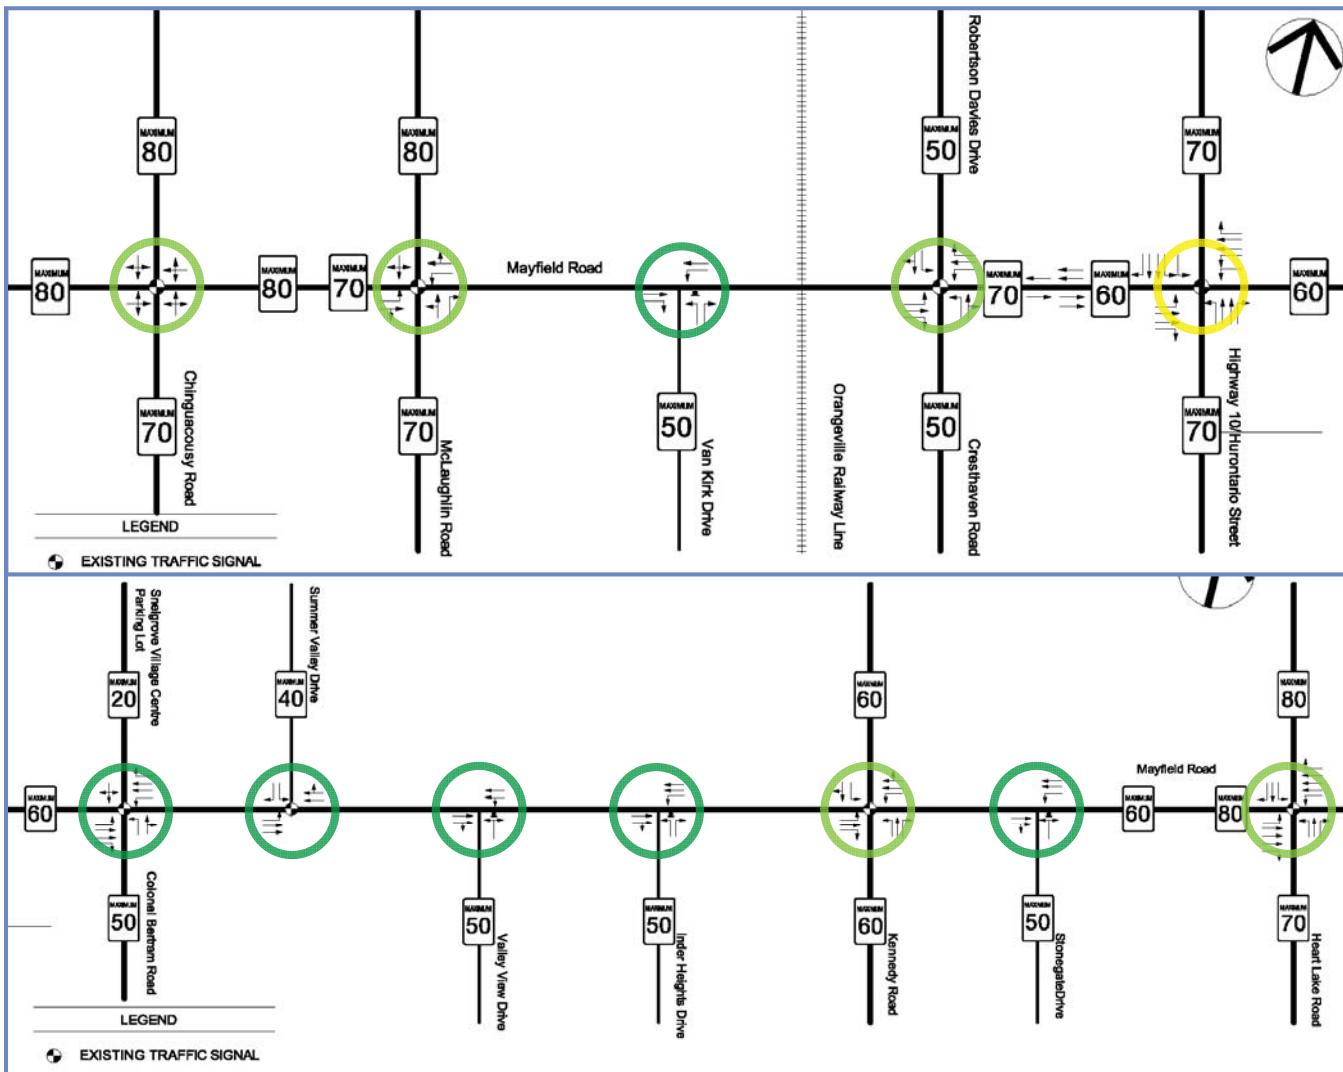 Robertson Davies Drive
MAXIMUM
80
MAXIMUM
80
MAXIMUM
50
MAXIMUM
70
Mayfield Road
MAXIMUM
80
MAXIMUM
80
MAXIMUM
70
MAXIMUM
70
MAXIMUM
60
MAXIMUM
60
MAXIMUM
70
Chinguacousy Road
MAXIMUM
70
McLaughlin Road
MAXIMUM
50
Van Kirk Drive
Orangeville Railway Line
MAXIMUM
50
Cresthaven Road
MAXIMUM
70
Highway 10/Hurontario Street
LEGEND
EXISTING TRAFFIC SIGNAL
Snelgrove Village Centre
Parking Lot
Summer Valley Drive
MAXIMUM
20
MAXIMUM
40
MAXIMUM
60
MAXIMUM
80
Mayfield Road
MAXIMUM
60
MAXIMUM
60
MAXIMUM
80
MAXIMUM
50
Colonel Bertram Road
MAXIMUM
50
Valley View Drive
MAXIMUM
50
Inder Heights Drive
MAXIMUM
60
Kennedy Road
MAXIMUM
50
StonegateDrive
MAXIMUM
70
Heart Lake Road
LEGEND
EXISTING TRAFFIC SIGNAL